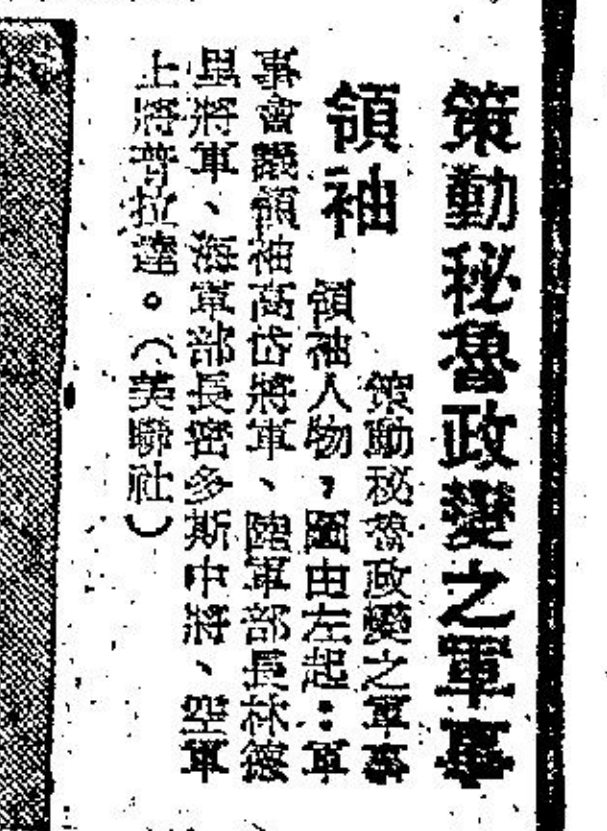 策動秘魯政變之軍事
領袖
策動秘魯政變之軍事
領袖人物,圖由左起:軍
事會議領袖高岱將軍、陸軍部長林德
里將軍、海軍部長密多斯中將、空軍
上將普拉達。(美聯社)